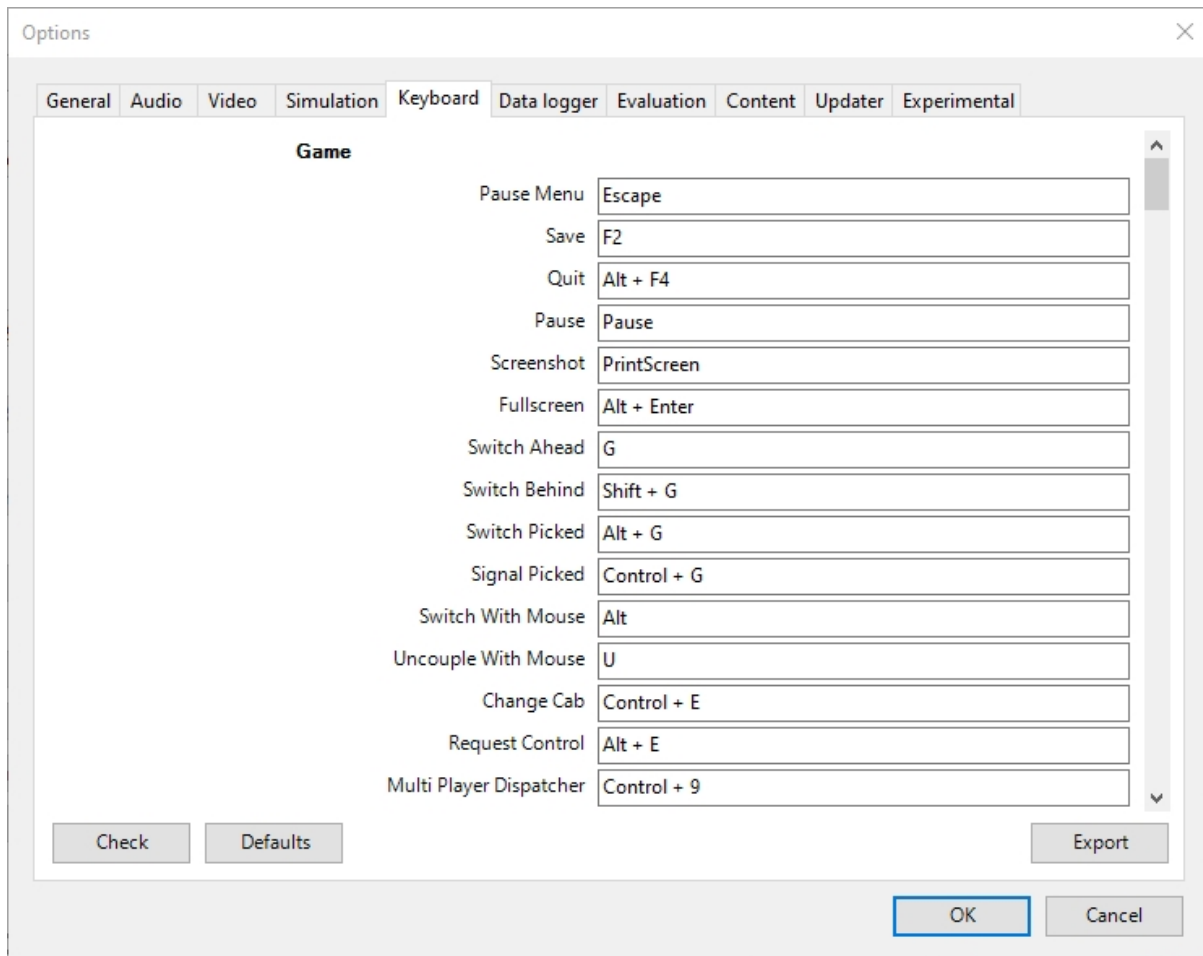 Options
General Audio Video Simulation Keyboard Data logger Evaluation Content Updater Experimental
Game
Pause Menu Escape
Save F2
Quit Alt + F4
Pause Pause
Screenshot PrintScreen
Fullscreen Alt + Enter
Switch Ahead G
Switch Behind Shift + G
Switch Picked Alt + G
Signal Picked Control + G
Switch With Mouse Alt
Uncouple With Mouse U
Change Cab Control + E
Request Control Alt + E
Multi Player Dispatcher Control + 9
Check Defaults Export
OK Cancel